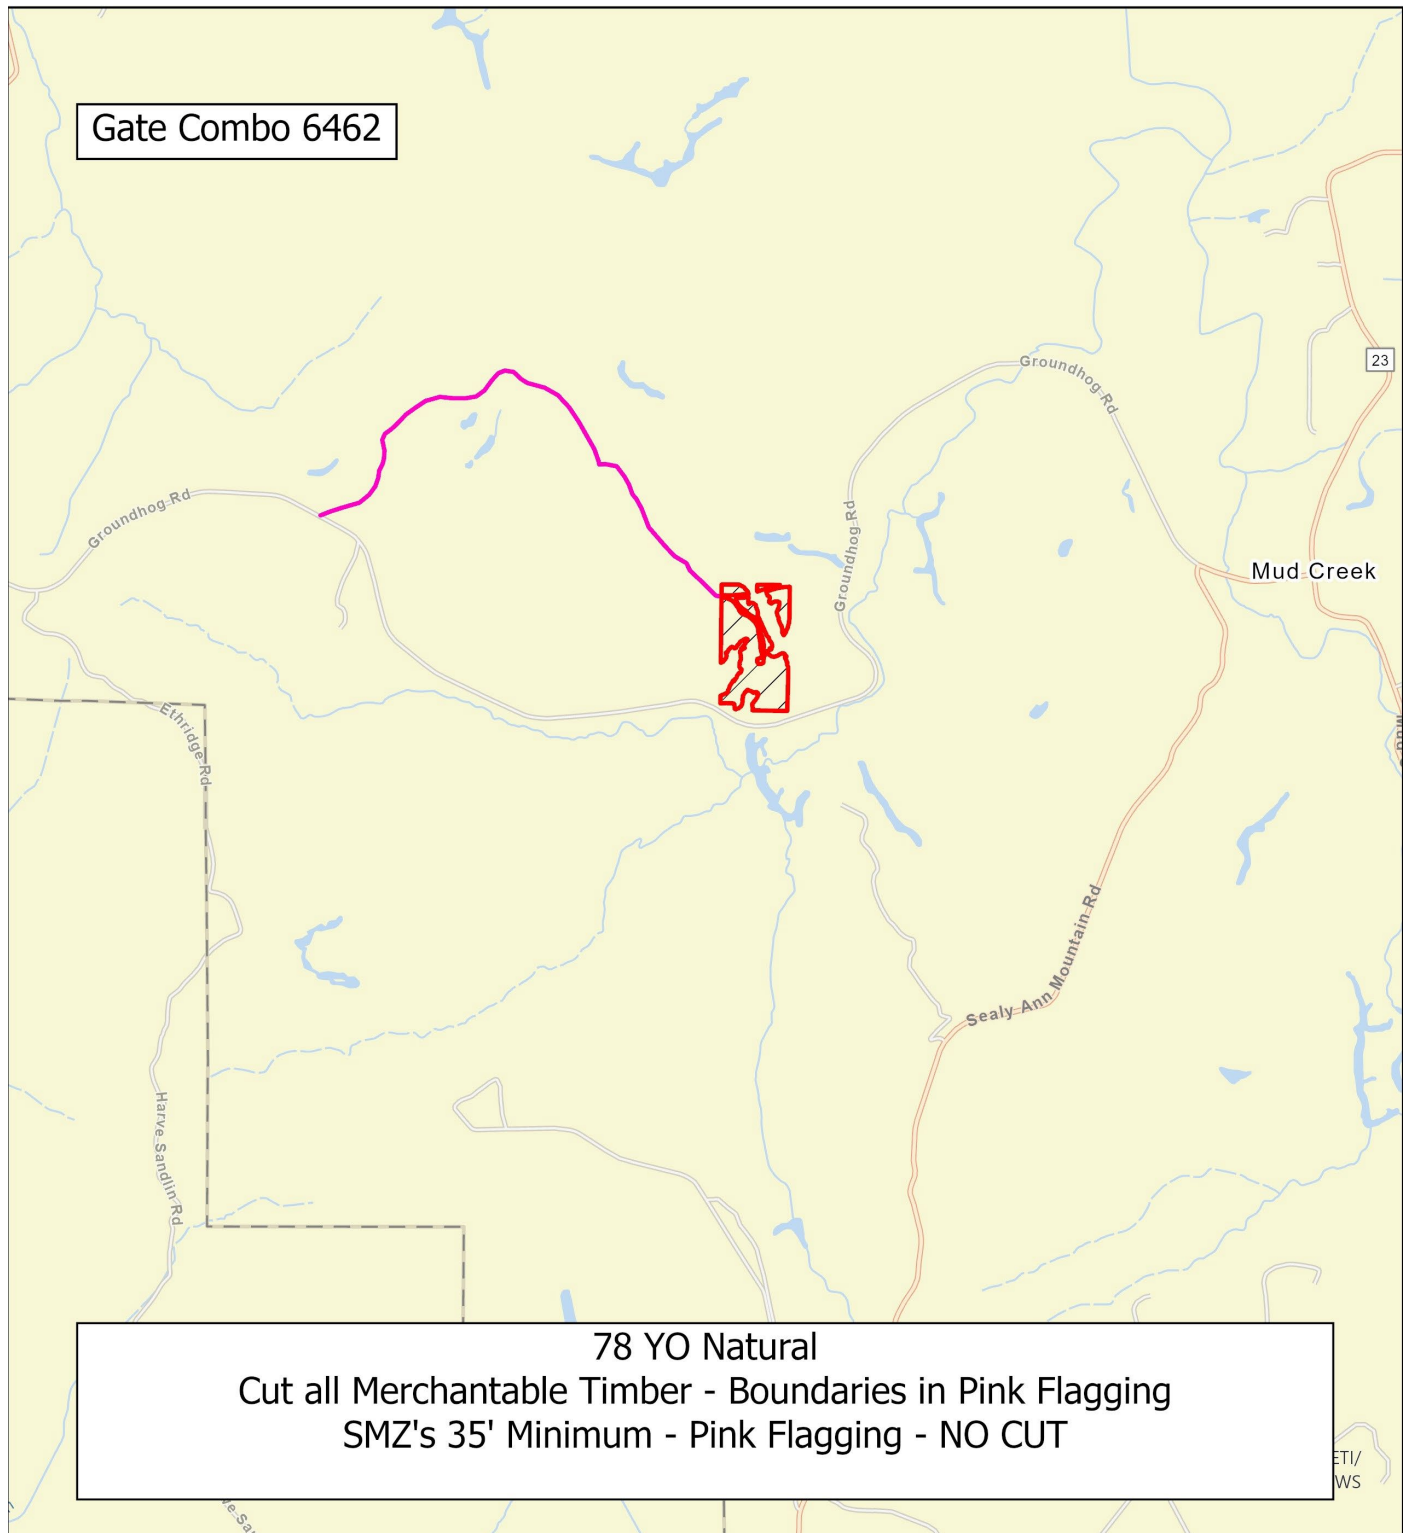 Gate Combo 6462
23
Groundhog Rd
Groundhog Rd
Groundhog Rd
Mud Creek
Ethridge Rd
Sealy Ann Mountain Rd
Harve Sandlin Rd
78 YO Natural
Cut all Merchantable Timber - Boundaries in Pink Flagging
SMZ's 35' Minimum - Pink Flagging - NO CUT
ETI/
WS